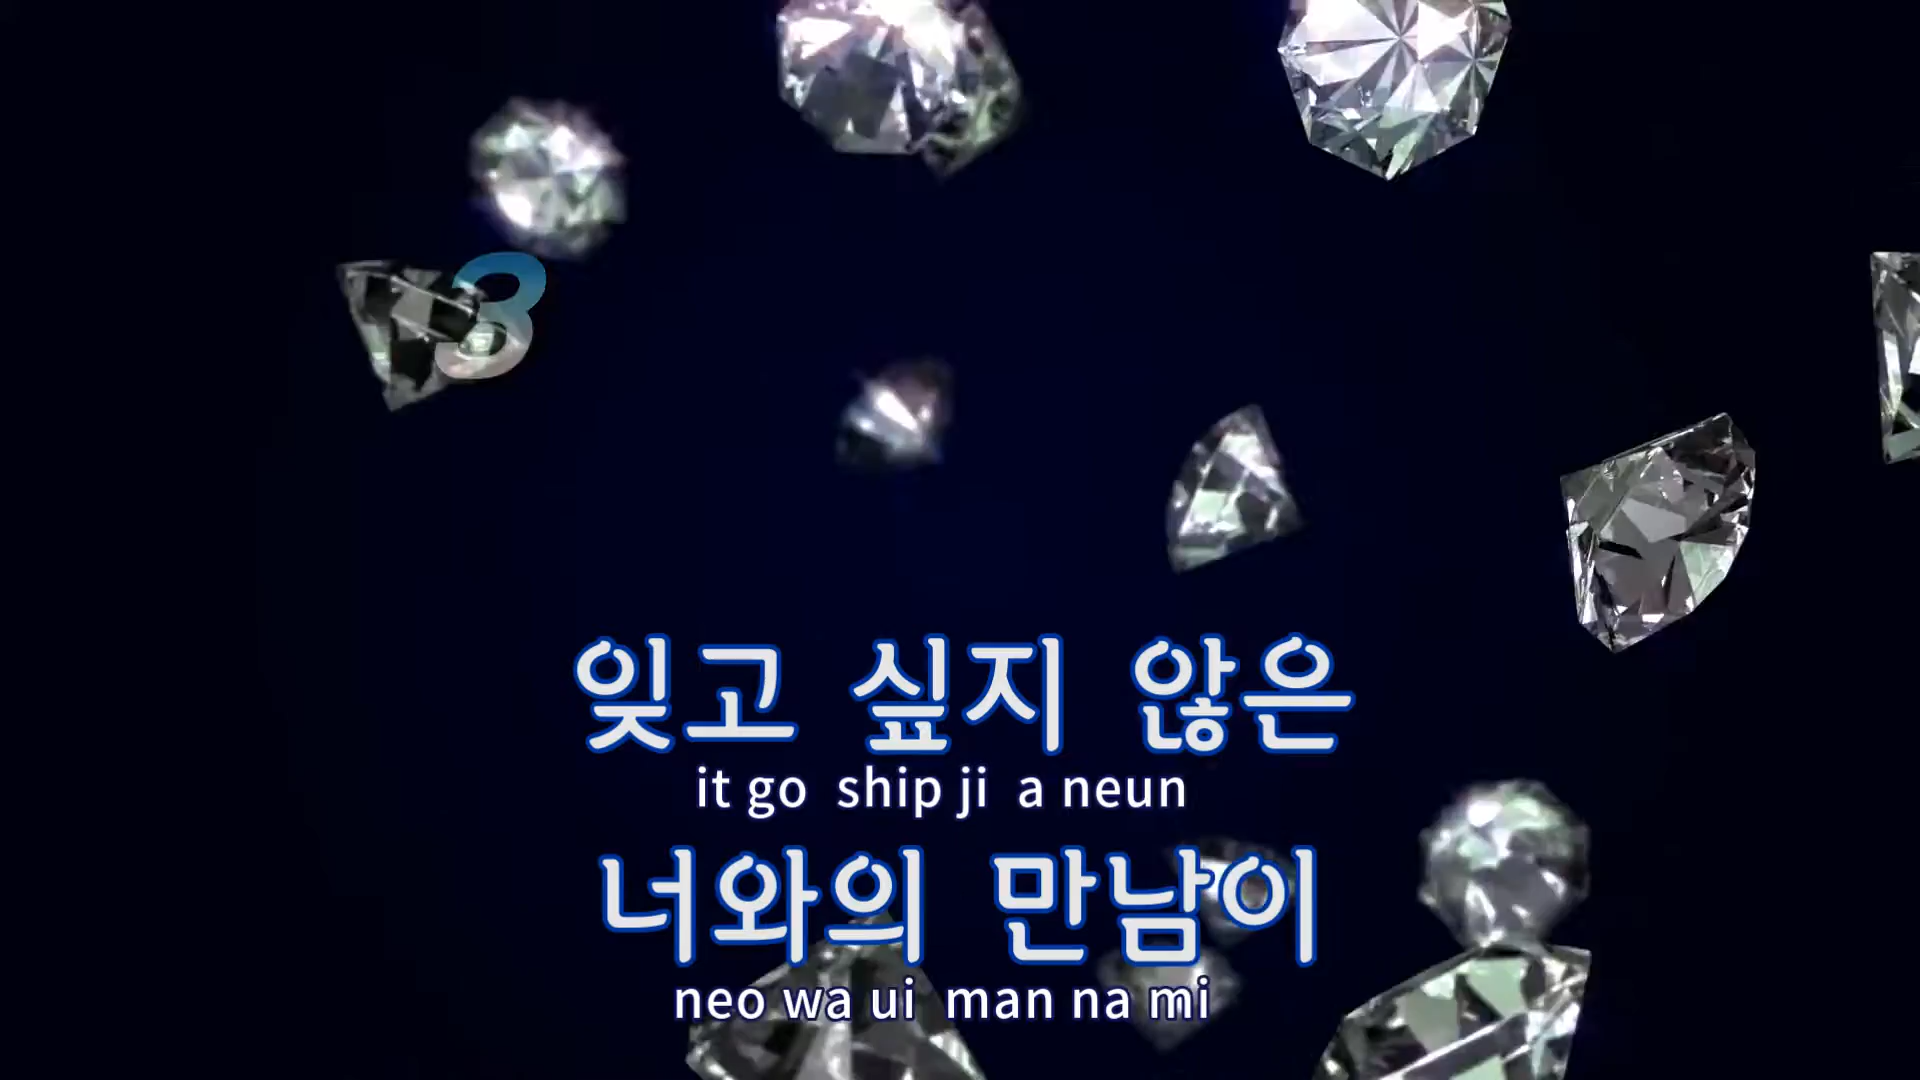 3
잊고 싶지 않은
it go ship ji a neun
너와의 만남이
neo wa ui man na mi